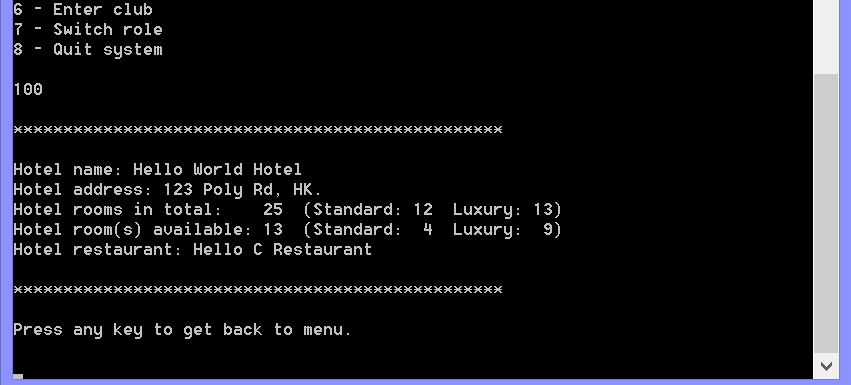 6 - Enter club
7 - Switch role
8 - Quit system
100
*************************************************
Hotel name: Hello World Hotel
Hotel address: 123 Poly Rd, HK.
Hotel rooms in total:    25  (Standard: 12  Luxury: 13)
Hotel room(s) available: 13  (Standard:  4  Luxury:  9)
Hotel restaurant: Hello C Restaurant
*************************************************
Press any key to get back to menu.